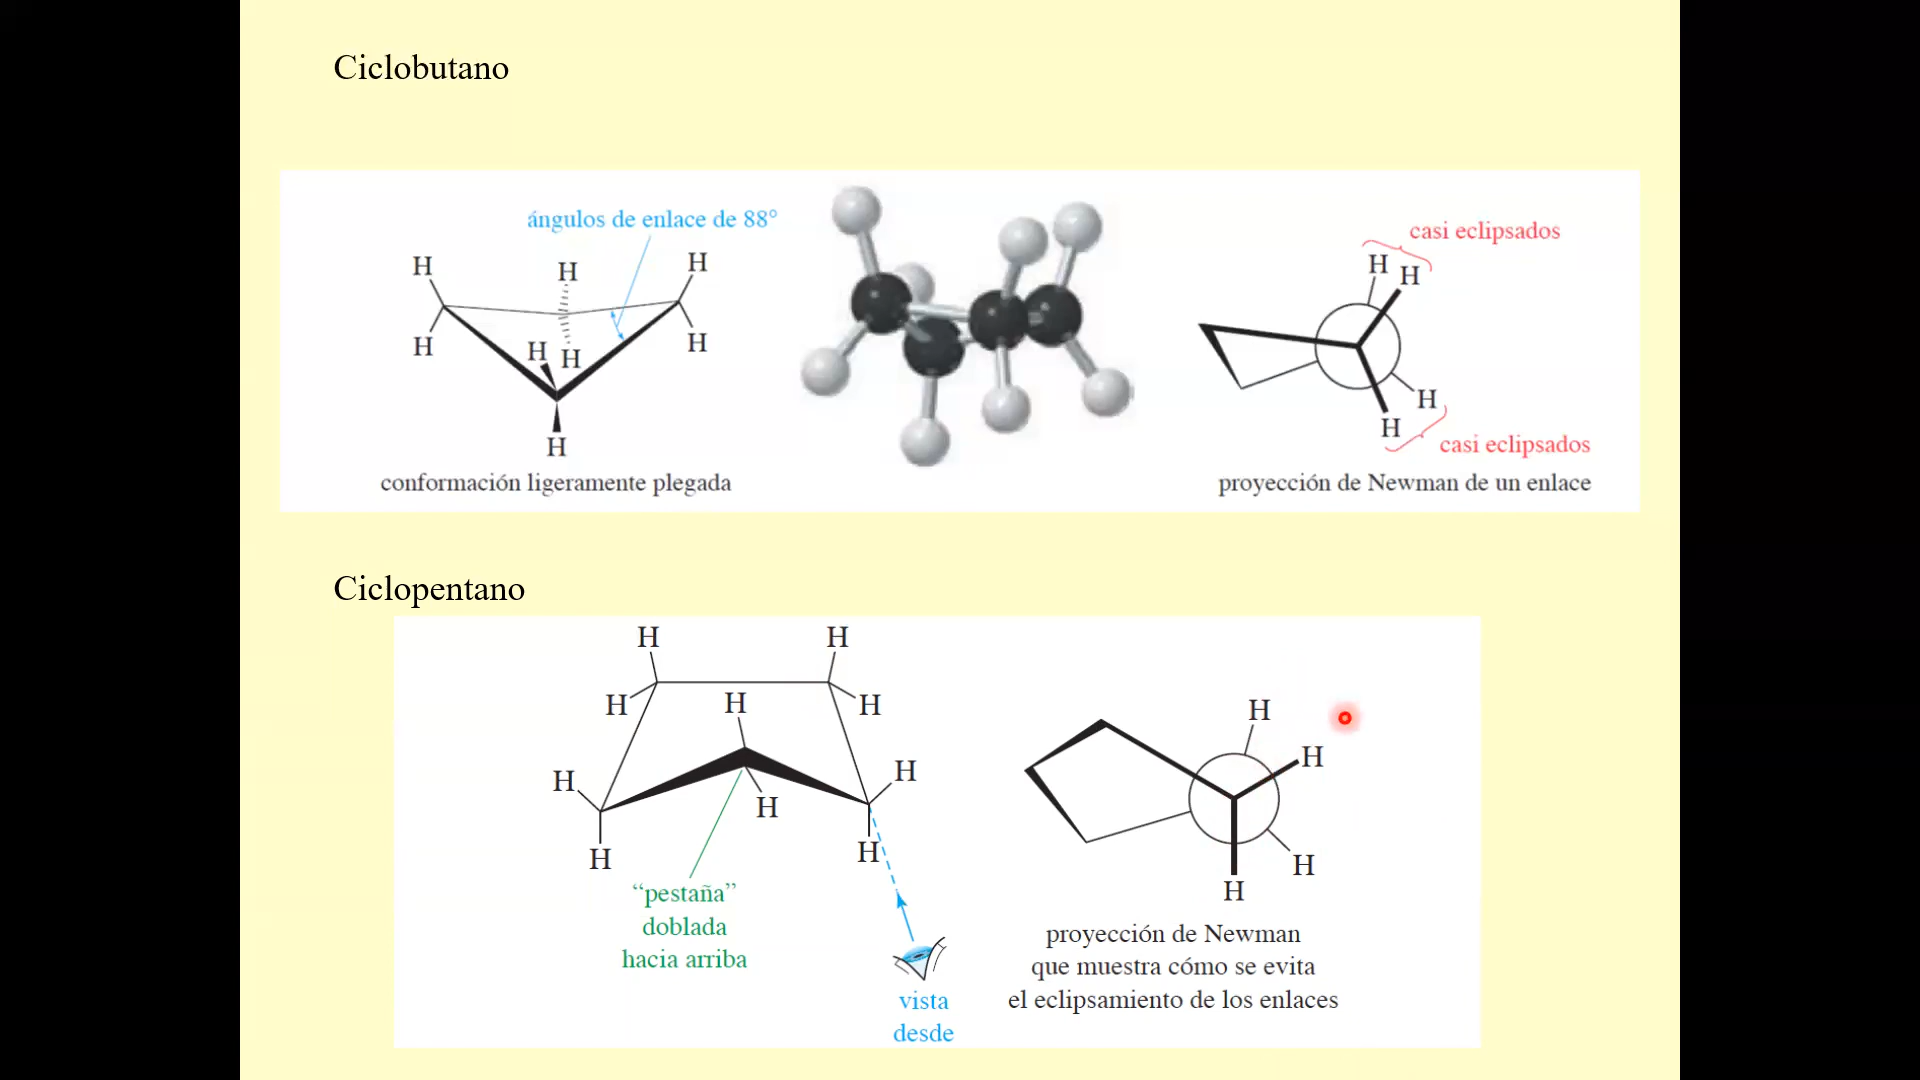 Ciclobutano
ángulos de enlace de 88°
H
H
H
H
H
H
H
H
conformación ligeramente plegada
casi eclipsados
H
H
H
H
casi eclipsados
proyección de Newman de un enlace
Ciclopentano
H
H
H
H
H
H
H
H
H
H
“pestaña”
doblada
hacia arriba
vista
desde
H
H
H
H
proyección de Newman
que muestra cómo se evita
el eclipsamiento de los enlaces